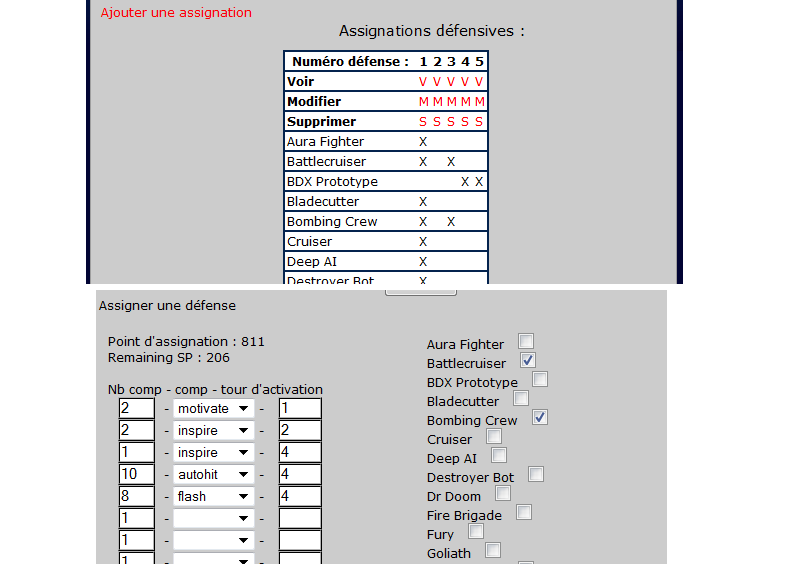 Ajouter une assignation
Assignations défensives :
Numéro défense : 1 2 3 4 5
Voir V V V V V
Modifier M M M M M
Supprimer S S S S S
Aura Fighter X
Battlecruiser X X
BDX Prototype X X
Bladecutter X
Bombing Crew X X
Cruiser X
Deep AI X
Destroyer Bot X
Assigner une défense
Point d'assignation : 811
Remaining SP : 206
Nb comp - comp - tour d'activation
2 - motivate - 1
2 - inspire - 2
1 - inspire - 4
10 - autohit - 4
8 - flash - 4
1 - -
1 - -
1 - -
Aura Fighter
Battlecruiser
BDX Prototype
Bladecutter
Bombing Crew
Cruiser
Deep AI
Destroyer Bot
Dr Doom
Fire Brigade
Fury
Goliath